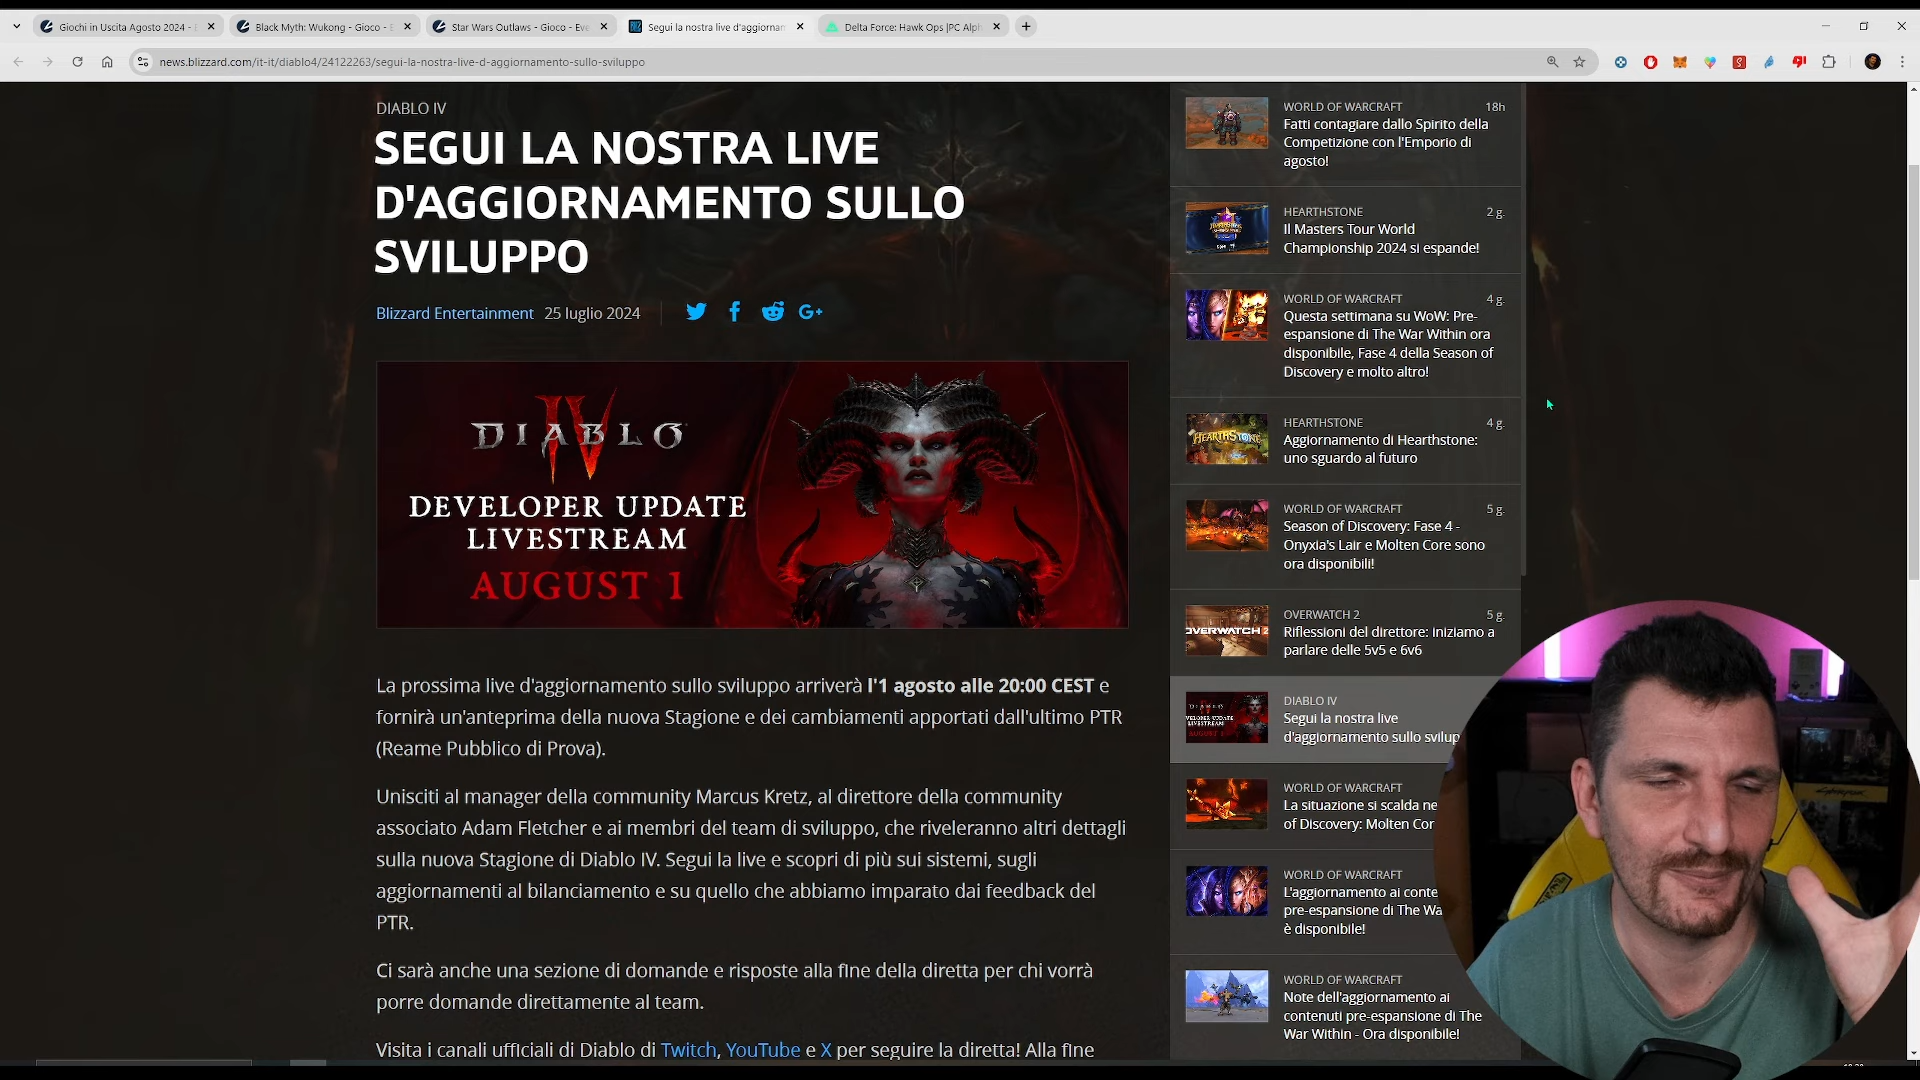 Giochi in Uscita Agosto 2024 -
Black Myth: Wukong - Gioco - E
Star Wars Outlaws - Gioco - Eve
Segui la nostra live d'aggiornam
Delta Force: Hawk Ops |PC Alph
news.blizzard.com/it-it/diablo4/24122263/segui-la-nostra-live-d-aggiornamento-sullo-sviluppo
DIABLO IV
SEGUI LA NOSTRA LIVE
D'AGGIORNAMENTO SULLO
SVILUPPO
Blizzard Entertainment 25 luglio 2024
DIABLO
IV
DEVELOPER UPDATE
LIVESTREAM
AUGUST 1
La prossima live d'aggiornamento sullo sviluppo arriverà l'1 agosto alle 20:00 CEST e
fornirà un'anteprima della nuova Stagione e dei cambiamenti apportati dall'ultimo PTR
(Reame Pubblico di Prova).
Unisciti al manager della community Marcus Kretz, al direttore della community
associato Adam Fletcher e ai membri del team di sviluppo, che riveleranno altri dettagli
sulla nuova Stagione di Diablo IV. Segui la live e scopri di più sui sistemi, sugli
aggiornamenti al bilanciamento e su quello che abbiamo imparato dai feedback del
PTR.
Ci sarà anche una sezione di domande e risposte alla fine della diretta per chi vorrà
porre domande direttamente al team.
Visita i canali ufficiali di Diablo di Twitch, YouTube e X per seguire la diretta! Alla fine
WORLD OF WARCRAFT 18h
Fatti contagiare dallo Spirito della
Competizione con l'Emporio di
agosto!
HEARTHSTONE 2 g.
Il Masters Tour World
Championship 2024 si espande!
WORLD OF WARCRAFT 4 g.
Questa settimana su WoW: Pre-
espansione di The War Within ora
disponibile, Fase 4 della Season of
Discovery e molto altro!
HEARTHSTONE 4 g.
Aggiornamento di Hearthstone:
uno sguardo al futuro
HEARTHSTONE
WORLD OF WARCRAFT 5 g.
Season of Discovery: Fase 4 -
Onyxia's Lair e Molten Core sono
ora disponibili!
OVERWATCH 2 5 g.
Riflessioni del direttore: iniziamo a
parlare delle 5v5 e 6v6
OVERWATCH 2
DIABLO IV
Segui la nostra live
d'aggiornamento sullo svilup
WORLD OF WARCRAFT
La situazione si scalda ne
of Discovery: Molten Cor
WORLD OF WARCRAFT
L'aggiornamento ai conte
pre-espansione di The Wa
è disponibile!
WORLD OF WARCRAFT
Note dell'aggiornamento ai
contenuti pre-espansione di The
War Within - Ora disponibile!